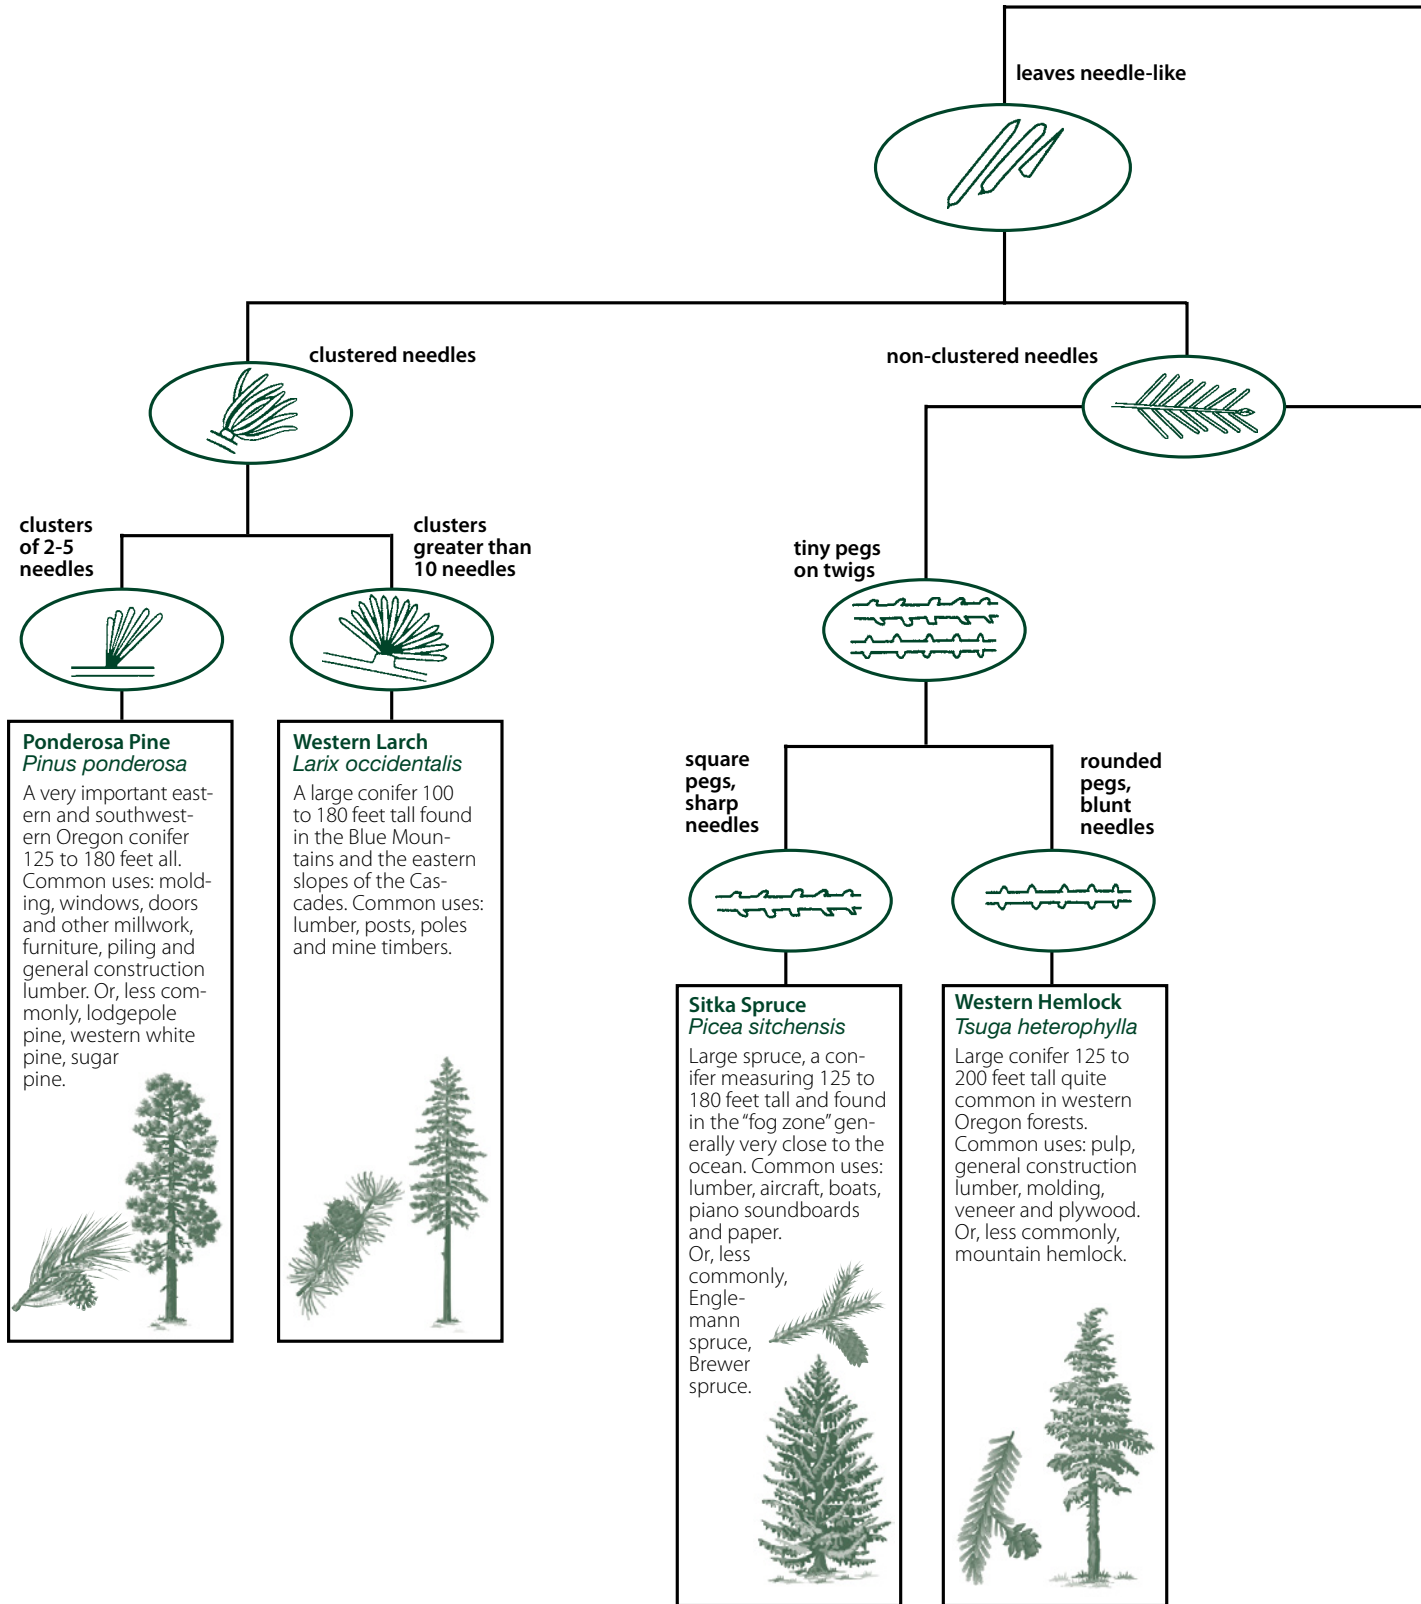 leaves needle-like
clustered needles
non-clustered needles
clusters
of 2-5
needles
clusters
greater than
10 needles
tiny pegs
on twigs
Ponderosa Pine
Pinus ponderosa
A very important east-
ern and southwest-
ern Oregon conifer
125 to 180 feet all.
Common uses: mold-
ing, windows, doors
and other millwork,
furniture, piling and
general construction
lumber. Or, less com-
monly, lodgepole
pine, western white
pine, sugar
pine.
Western Larch
Larix occidentalis
A large conifer 100
to 180 feet tall found
in the Blue Moun-
tains and the eastern
slopes of the Cas-
cades. Common uses:
lumber, posts, poles
and mine timbers.
square
pegs,
sharp
needles
rounded
pegs,
blunt
needles
Sitka Spruce
Picea sitchensis
Large spruce, a con-
ifer measuring 125 to
180 feet tall and found
in the “fog zone” gen-
erally very close to the
ocean. Common uses:
lumber, aircraft, boats,
piano soundboards
and paper.
Or, less
commonly,
Engle-
mann
spruce,
Brewer
spruce.
Western Hemlock
Tsuga heterophylla
Large conifer 125 to
200 feet tall quite
common in western
Oregon forests.
Common uses: pulp,
general construction
lumber, molding,
veneer and plywood.
Or, less commonly,
mountain hemlock.